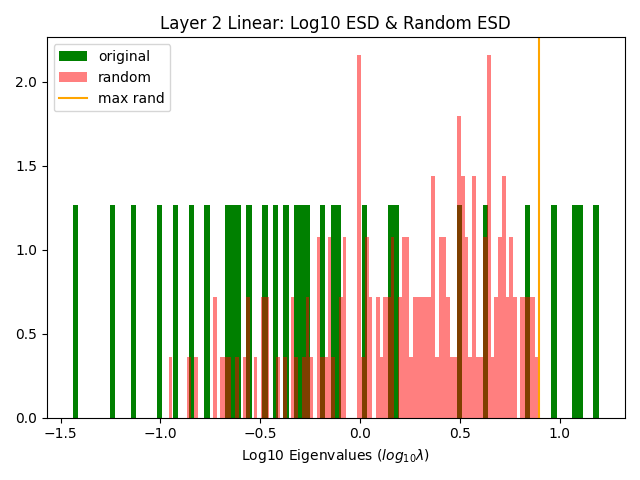 Layer 2 Linear: Log10 ESD & Random ESD
original
random
max rand
2.0
1.5
1.0
0.5
0.0
−1.5 −1.0 −0.5 0.0 0.5 1.0
Log10 Eigenvalues (log₁₀λ)